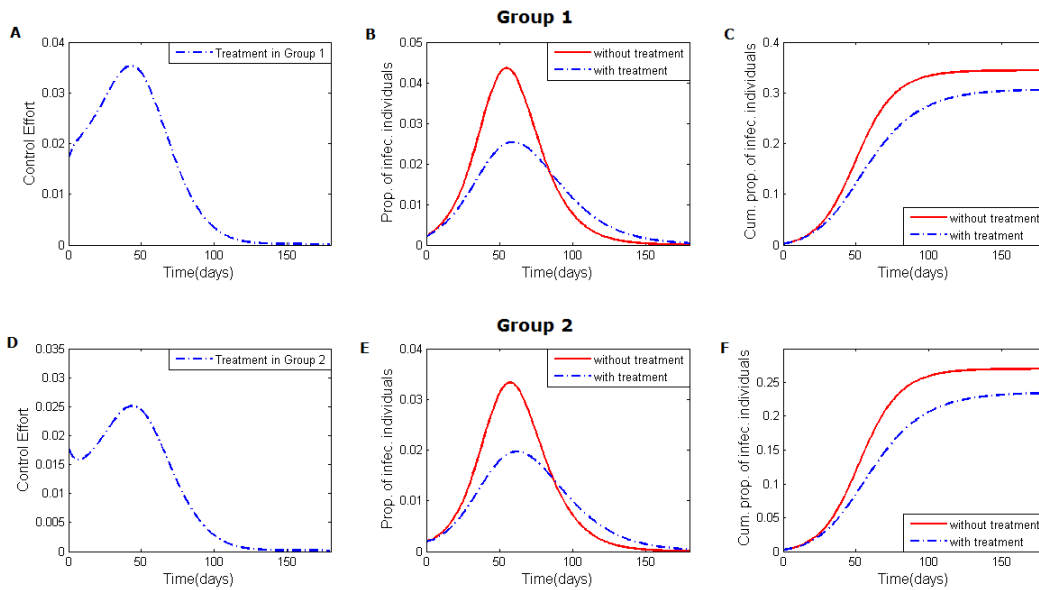 Group 1
A
0.04
0.03
0.02
0.01
0
0
50
100
150
Control Effort
Time(days)
Treatment in Group 1
B
0.05
0.04
0.03
0.02
0.01
0
0
50
100
150
Prop. of infec. individuals
Time(days)
without treatment
with treatment
C
0.4
0.3
0.2
0.1
0
0
50
100
150
Cum. prop. of infec. individuals
Time(days)
without treatment
with treatment
Group 2
D
0.035
0.03
0.025
0.02
0.015
0.01
0.005
0
0
50
100
150
Control Effort
Time(days)
Treatment in Group 2
E
0.04
0.03
0.02
0.01
0
0
50
100
150
Prop. of infec. individuals
Time(days)
without treatment
with treatment
F
0.25
0.2
0.15
0.1
0.05
0
0
50
100
150
Cum. prop. of infec. individuals
Time(days)
without treatment
with treatment